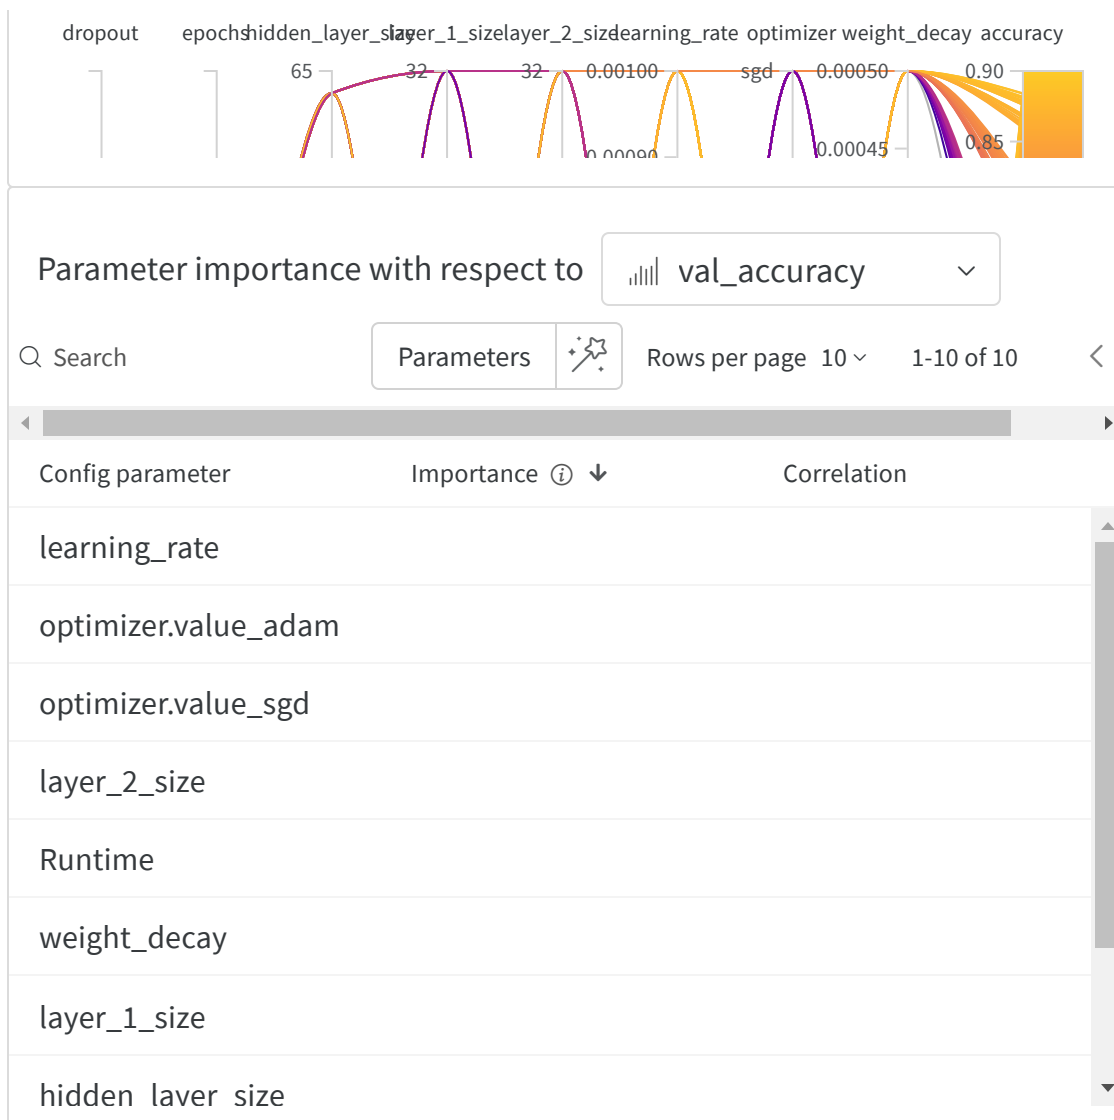 dropout epochs hidden_layer_size layer_1_size layer_2_size learning_rate optimizer weight_decay accuracy
65 32 32 0.00100 sgd 0.00050 0.90
0.00090 0.00045 0.85
Parameter importance with respect to val_accuracy
Search Parameters Rows per page 10 1-10 of 10
Config parameter Importance Correlation
learning_rate
optimizer.value_adam
optimizer.value_sgd
layer_2_size
Runtime
weight_decay
layer_1_size
hidden_layer_size